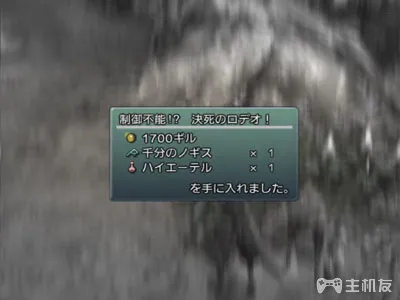 制御不能!? 決死のロデオ!
1700ギル
千分のノギス × 1
ハイエーテル × 1
を手に入れました。
主机友